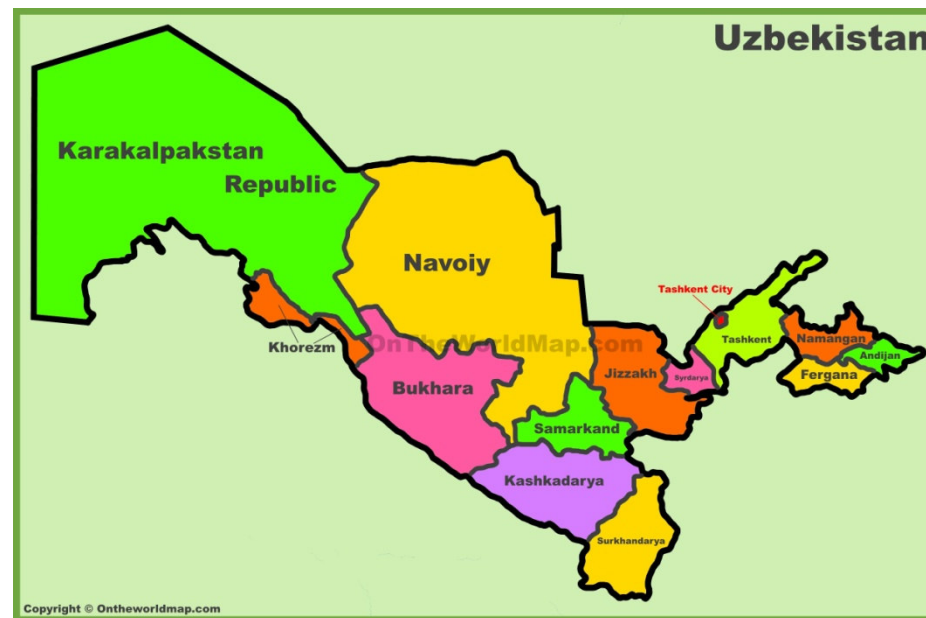 Uzbekistan
Karakalpakstan
Republic
Navoiy
Tashkent City
Khorezm
OnTheWorldMap.com
Tashkent
Namangan
Andijan
Jizzakh
Syrdarya
Fergana
Bukhara
Samarkand
Kashkadarya
Surkhandarya
Copyright © Ontheworldmap.com